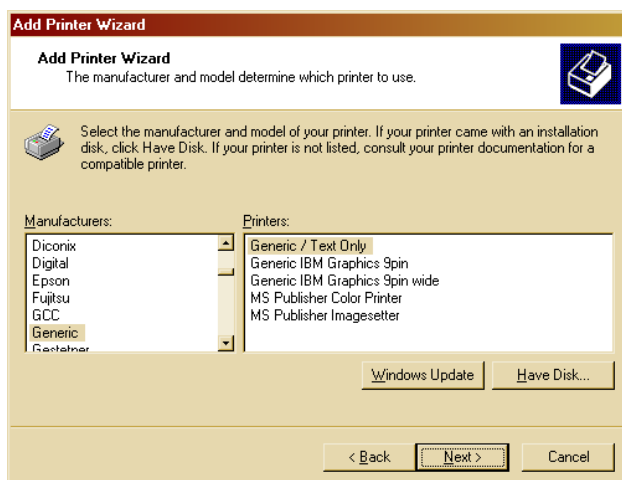 Add Printer Wizard
Add Printer Wizard
The manufacturer and model determine which printer to use.
Select the manufacturer and model of your printer. If your printer came with an installation
disk, click Have Disk. If your printer is not listed, consult your printer documentation for a
compatible printer.
Manufacturers:
Diconix
Digital
Epson
Fujitsu
GCC
Generic
Gestetner
Printers:
Generic / Text Only
Generic IBM Graphics 9pin
Generic IBM Graphics 9pin wide
MS Publisher Color Printer
MS Publisher Imagesetter
Windows Update
Have Disk...
< Back
Next >
Cancel